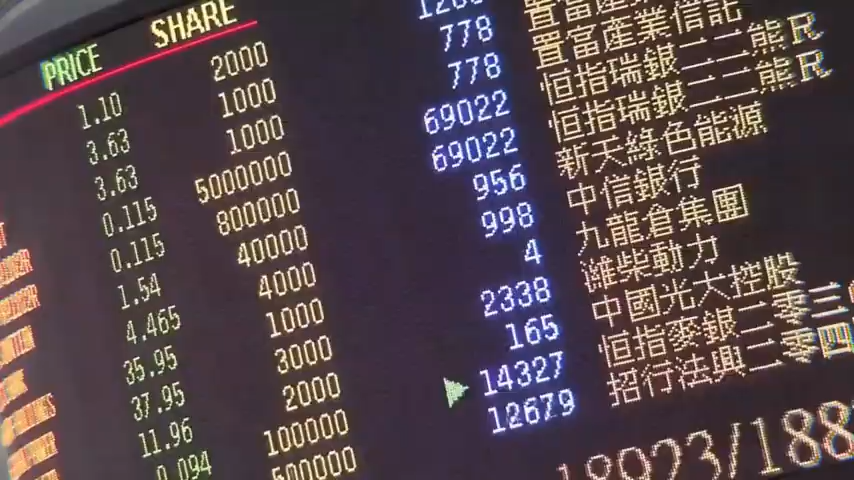 PRICE SHARE
1.10 2000
3.63 1000 778
3.63 1000 778 置富產業信託
0.115 5000000 69022 恒指瑞銀二二熊R
0.115 800000 69022 恒指瑞銀二二熊R
1.54 40000 956 新天綠色能源
4.465 4000 998 中信銀行
35.95 1000 4 九龍倉集團
37.95 3000 2338 濰柴動力
11.96 2000 165 中國光大控股
0.094 100000 14327 恒指麥銀二零三
500000 12679 招行法興二零四
18923/188